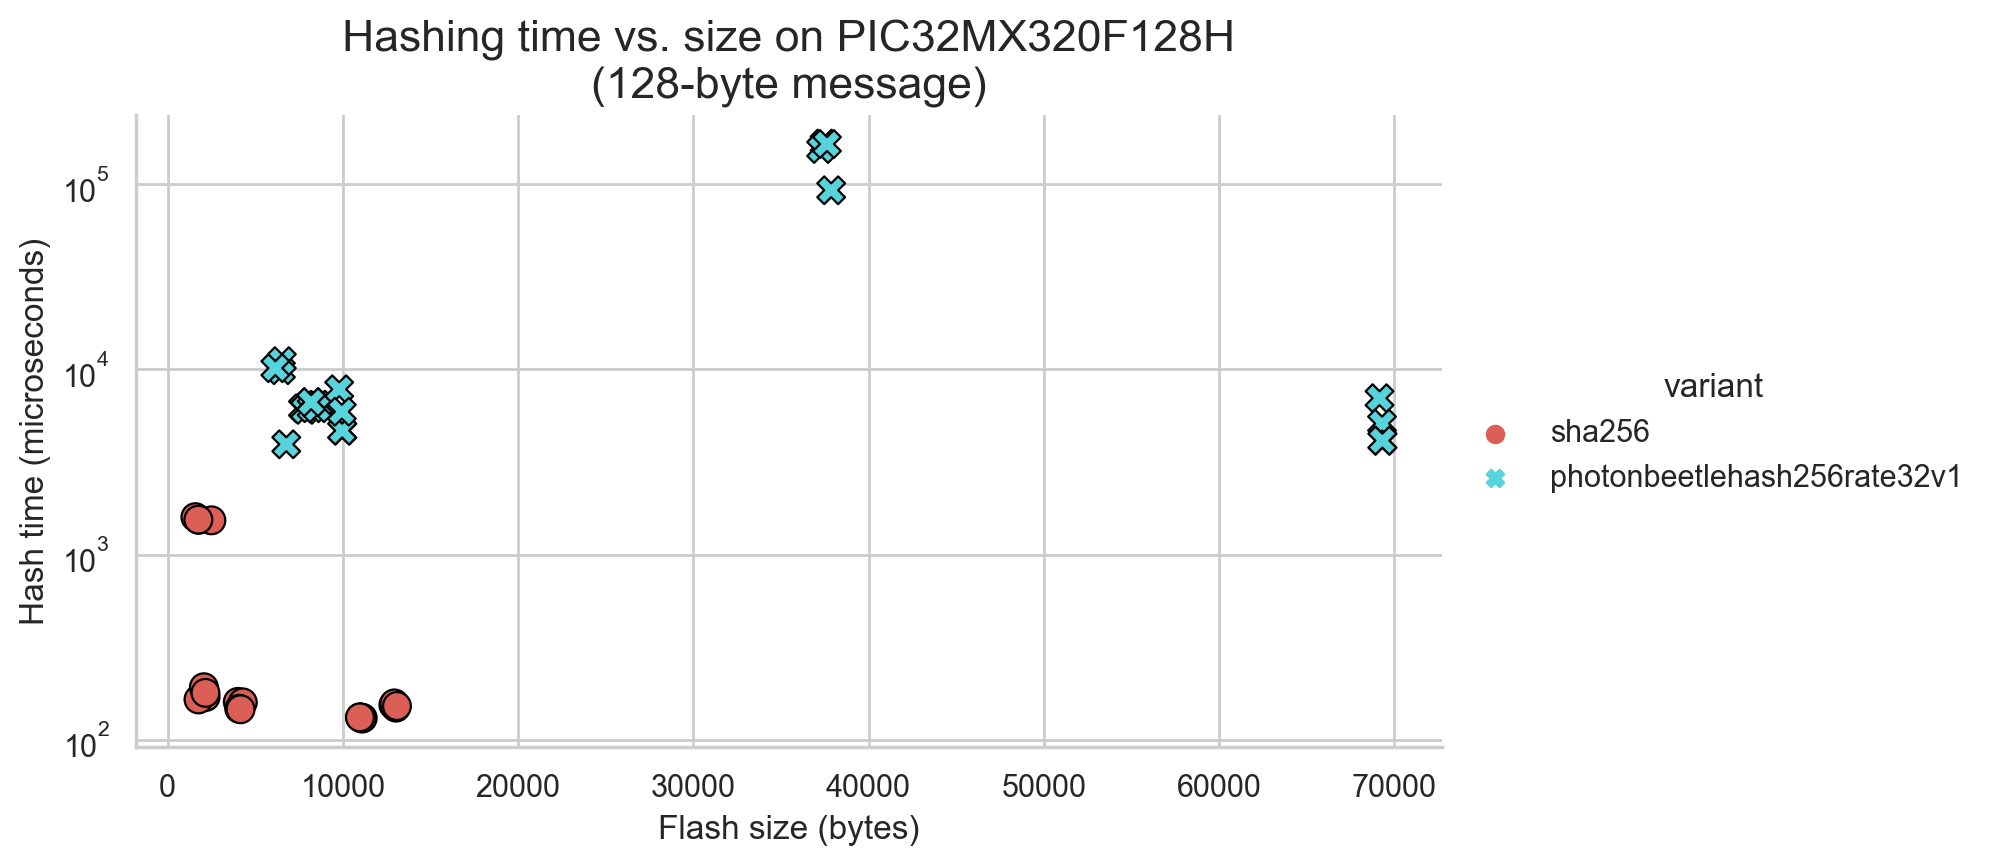 Hashing time vs. size on PIC32MX320F128H
(128-byte message)
Hash time (microseconds)
10^5
10^4
10^3
10^2
0 10000 20000 30000 40000 50000 60000 70000
Flash size (bytes)
variant
sha256
photonbeetlehash256rate32v1